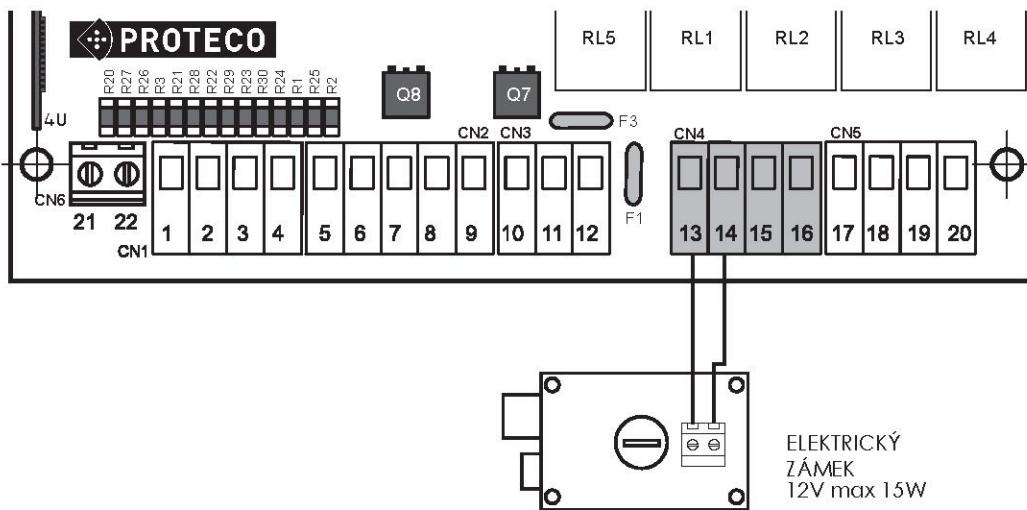 PROTECO
RL5 RL1 RL2 RL3 RL4
R20 R27 R26 R3 R21 R28 R22 R29 R23 R30 R24 R1 R25 R2
Q8 Q7
4U
F3
CN2 CN3 CN4 CN5
CN6
F1
21 22
1 2 3 4 5 6 7 8 9 10 11 12 13 14 15 16 17 18 19 20
CN1
ELEKTRICKÝ
ZÁMEK
12V max 15W